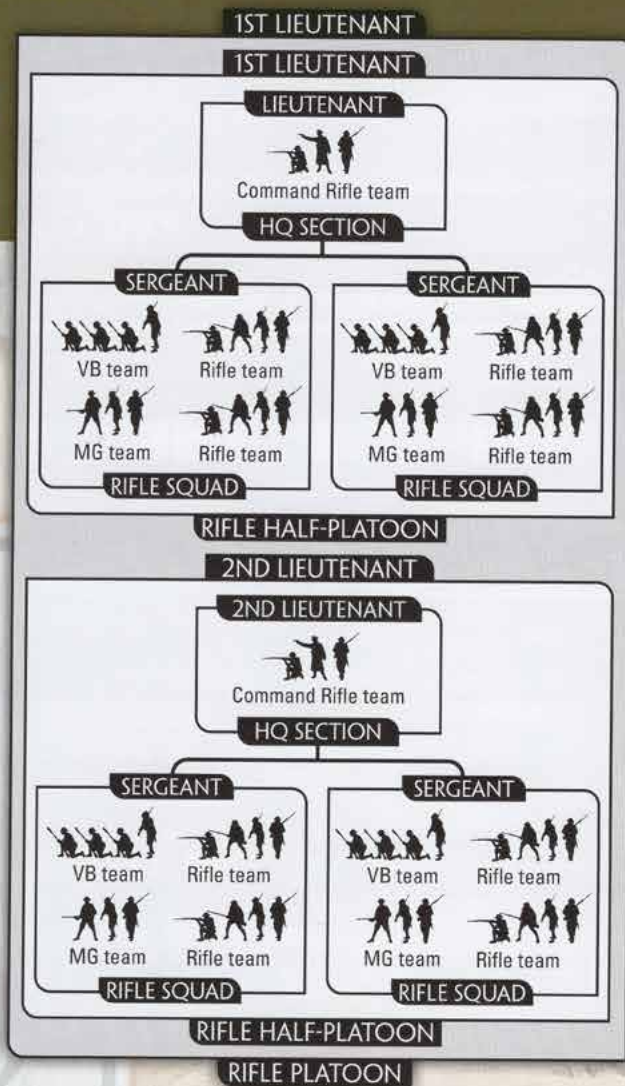 1ST LIEUTENANT
1ST LIEUTENANT
LIEUTENANT
Command Rifle team
HQ SECTION
SERGEANT
SERGEANT
VB team
Rifle team
VB team
Rifle team
MG team
Rifle team
MG team
Rifle team
RIFLE SQUAD
RIFLE SQUAD
RIFLE HALF-PLATOON
2ND LIEUTENANT
2ND LIEUTENANT
Command Rifle team
HQ SECTION
SERGEANT
SERGEANT
VB team
Rifle team
VB team
Rifle team
MG team
Rifle team
MG team
Rifle team
RIFLE SQUAD
RIFLE SQUAD
RIFLE HALF-PLATOON
RIFLE PLATOON